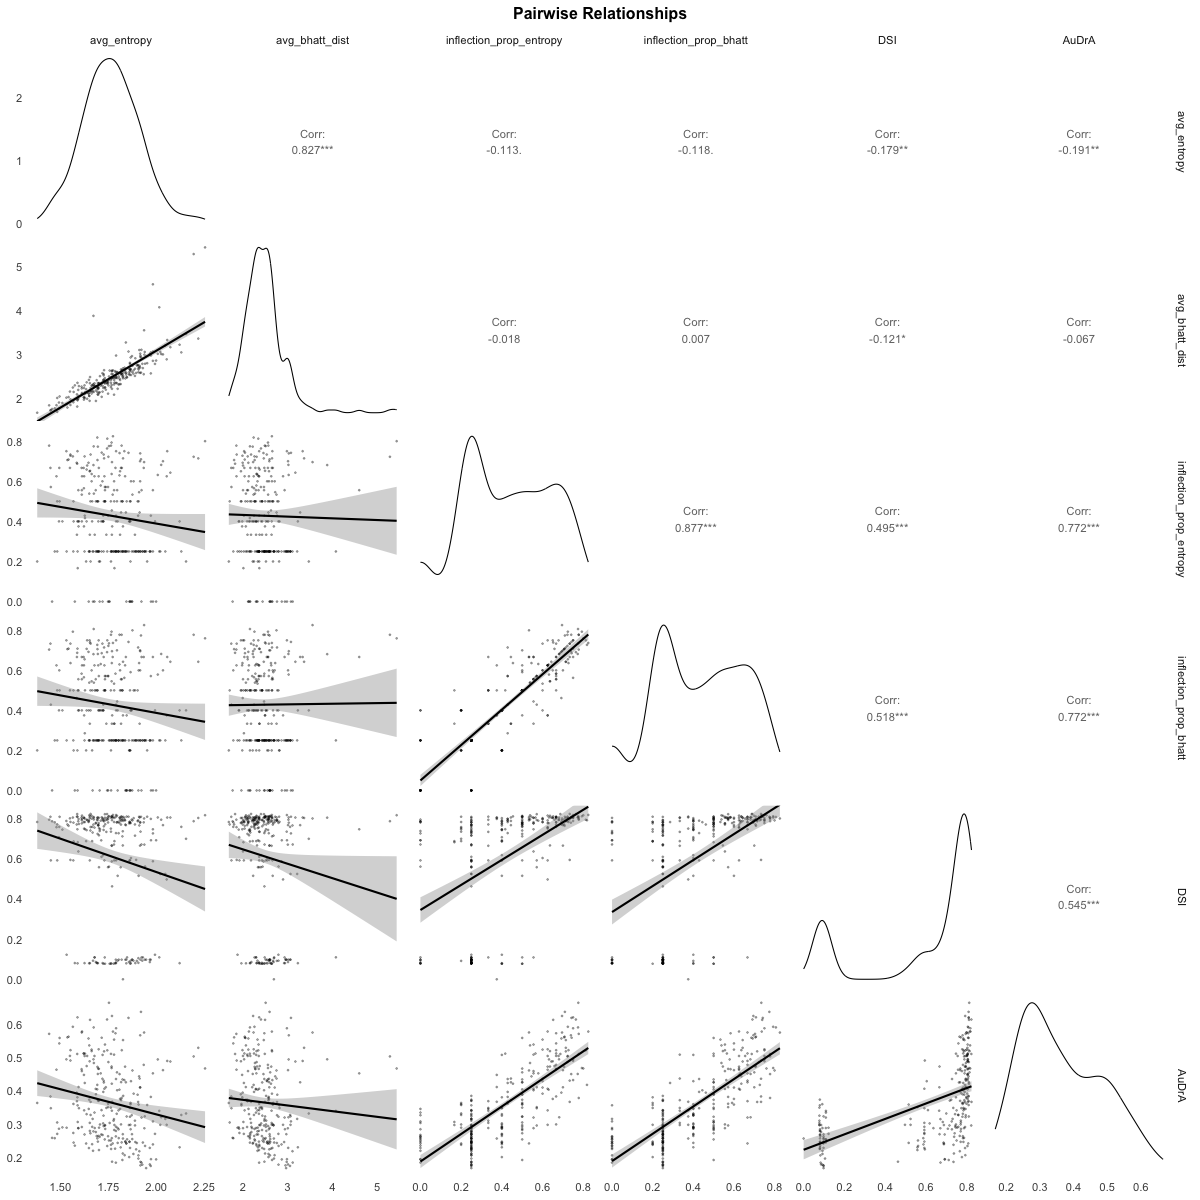 Pairwise Relationships
avg_entropy avg_bhatt_dist inflection_prop_entropy inflection_prop_bhatt DSI AuDrA
2
1
0
Corr:
0.827***
Corr:
-0.113.
Corr:
-0.118.
Corr:
-0.179**
Corr:
-0.191**
avg_entropy
5
4
3
2
Corr:
-0.018
Corr:
0.007
Corr:
-0.121*
Corr:
-0.067
avg_bhatt_dist
0.8
0.6
0.4
0.2
0.0
Corr:
0.877***
Corr:
0.495***
Corr:
0.772***
inflection_prop_entropy
0.8
0.6
0.4
0.2
0.0
Corr:
0.518***
Corr:
0.772***
inflection_prop_bhatt
0.8
0.6
0.4
0.2
0.0
Corr:
0.545***
DSI
0.6
0.5
0.4
0.3
0.2
AuDrA
1.50 1.75 2.00 2.25 2 3 4 5 0.0 0.2 0.4 0.6 0.8 0.0 0.2 0.4 0.6 0.8 0.0 0.2 0.4 0.6 0.8 0.2 0.3 0.4 0.5 0.6